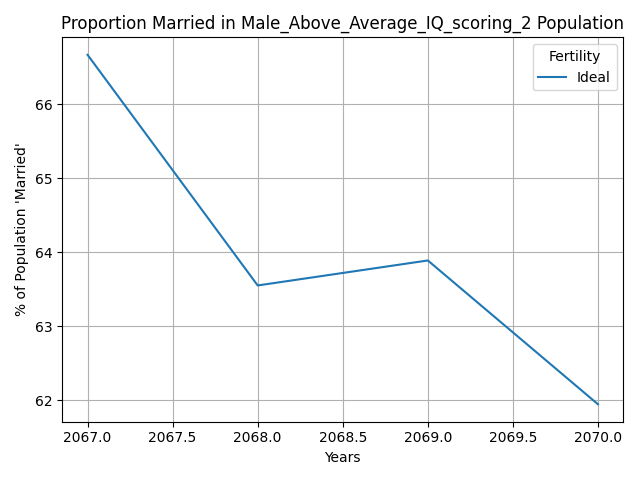 Proportion Married in Male_Above_Average_IQ_scoring_2 Population
Fertility
Ideal
% of Population 'Married'
66
65
64
63
62
2067.0 2067.5 2068.0 2068.5 2069.0 2069.5 2070.0
Years